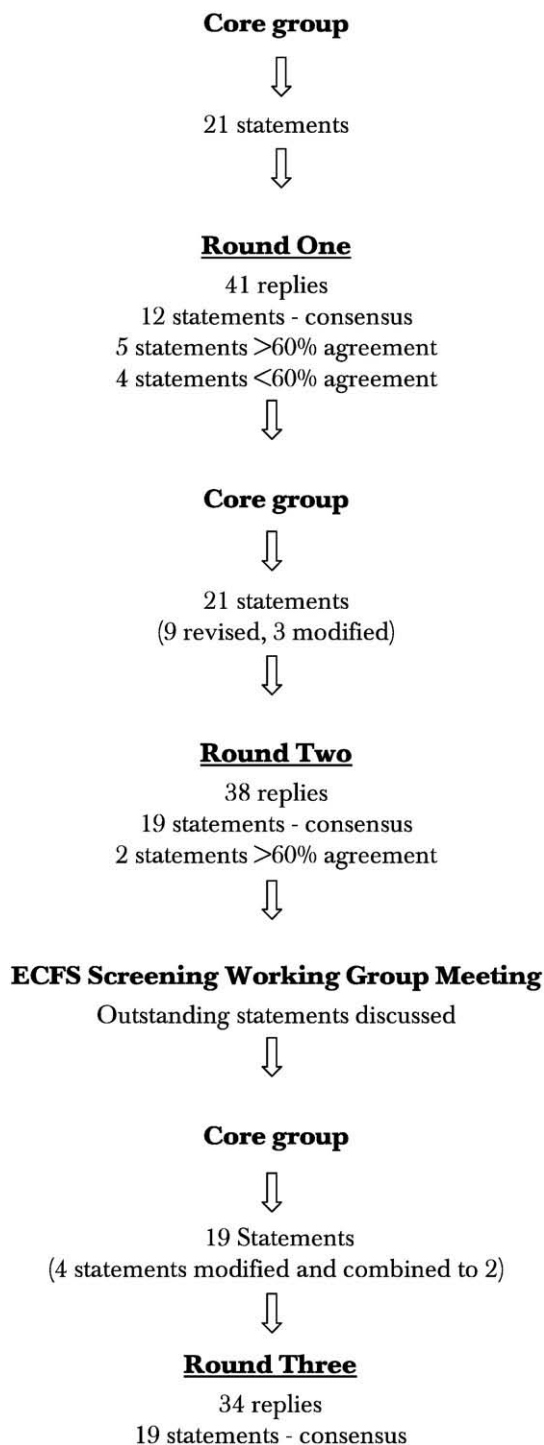 Core group
21 statements
Round One
41 replies
12 statements - consensus
5 statements >60% agreement
4 statements <60% agreement
Core group
21 statements
(9 revised, 3 modified)
Round Two
38 replies
19 statements - consensus
2 statements >60% agreement
ECFS Screening Working Group Meeting
Outstanding statements discussed
Core group
19 Statements
(4 statements modified and combined to 2)
Round Three
34 replies
19 statements - consensus